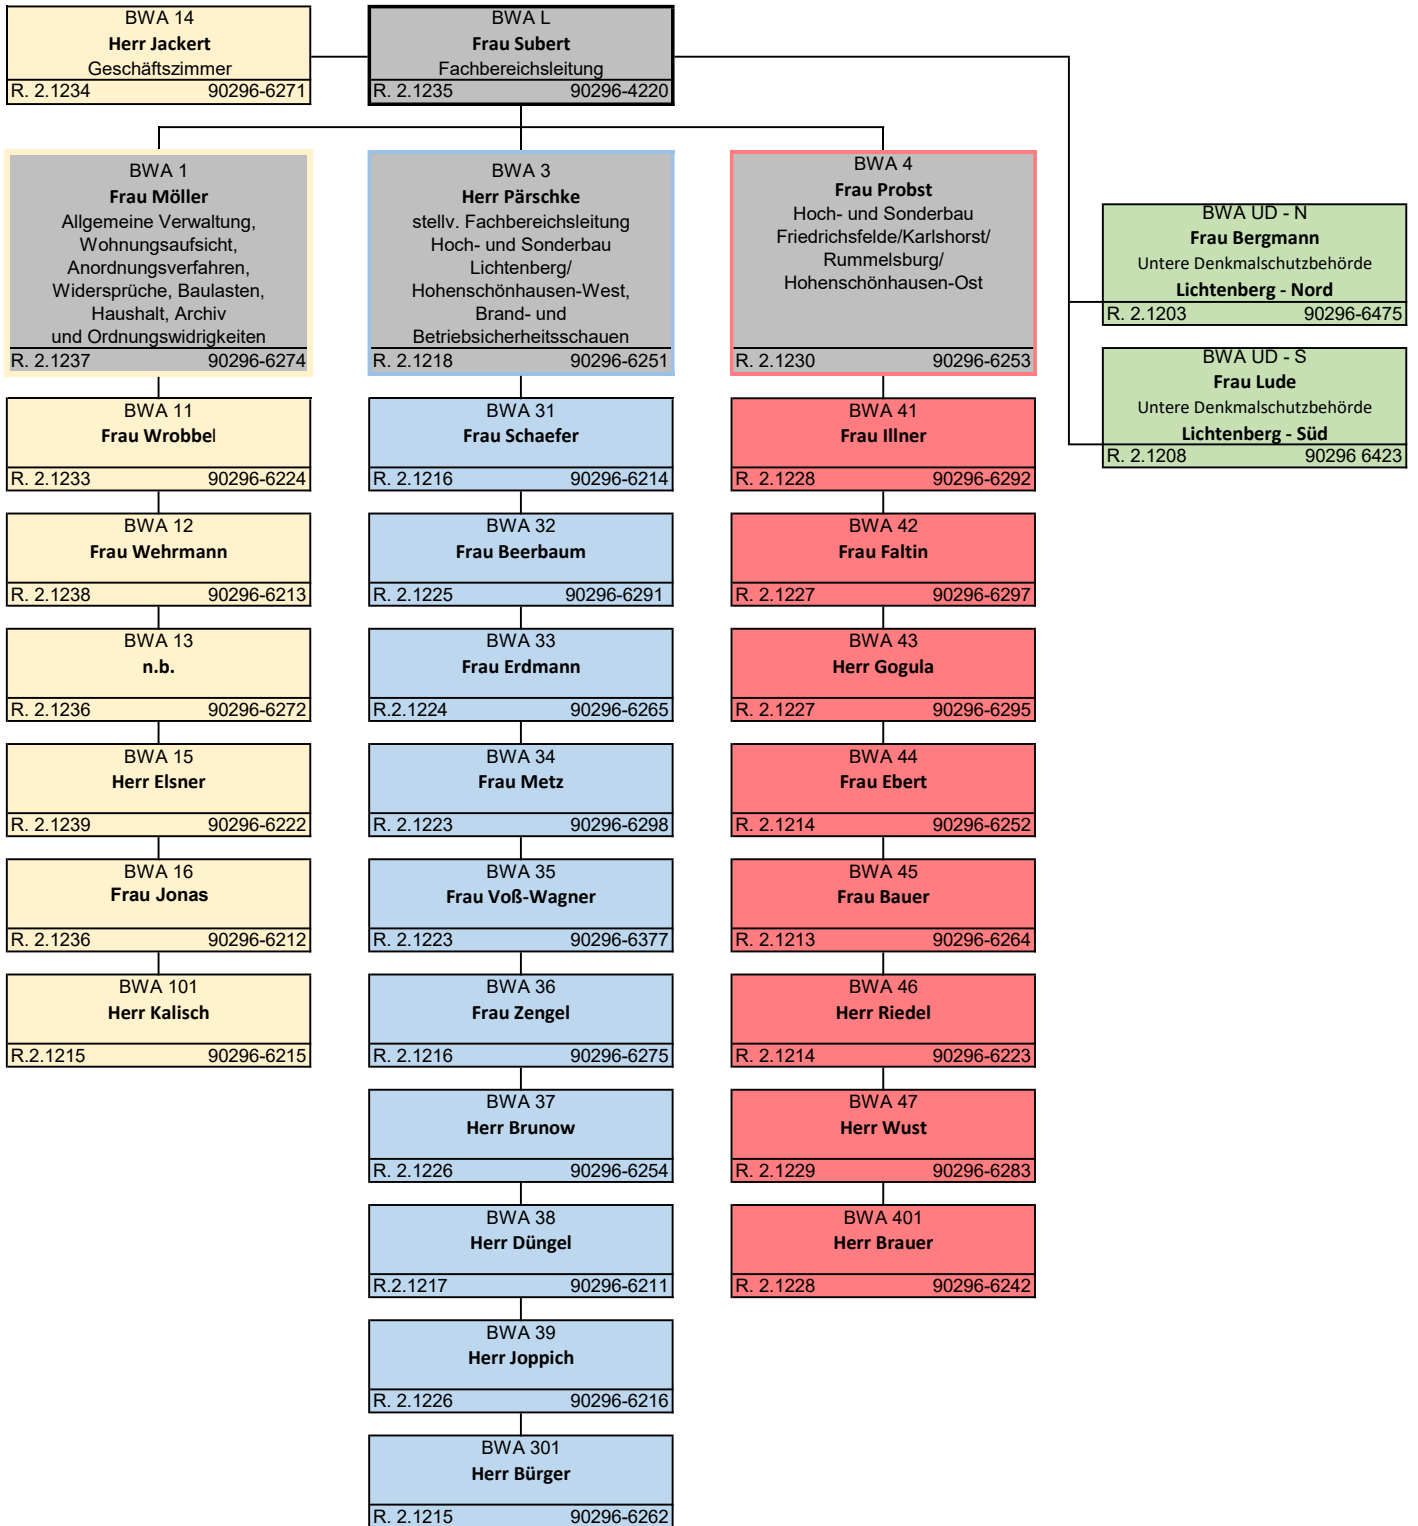 BWA 14
Herr Jackert
Geschäftszimmer
R. 2.1234 90296-6271
BWA L
Frau Subert
Fachbereichsleitung
R. 2.1235 90296-4220
BWA 1
Frau Möller
Allgemeine Verwaltung,
Wohnungsaufsicht,
Anordnungsverfahren,
Widersprüche, Baulasten,
Haushalt, Archiv
und Ordnungswidrigkeiten
R. 2.1237 90296-6274
BWA 3
Herr Pärschke
stellv. Fachbereichsleitung
Hoch- und Sonderbau
Lichtenberg/
Hohenschönhausen-West,
Brand- und
Betriebsicherheitsschauen
R. 2.1218 90296-6251
BWA 4
Frau Probst
Hoch- und Sonderbau
Friedrichsfelde/Karlshorst/
Rummelsburg/
Hohenschönhausen-Ost
R. 2.1230 90296-6253
BWA UD - N
Frau Bergmann
Untere Denkmalschutzbehörde
Lichtenberg - Nord
R. 2.1203 90296-6475
BWA UD - S
Frau Lude
Untere Denkmalschutzbehörde
Lichtenberg - Süd
R. 2.1208 90296 6423
BWA 11
Frau Wrobbel
R. 2.1233 90296-6224
BWA 12
Frau Wehrmann
R. 2.1238 90296-6213
BWA 13
n.b.
R. 2.1236 90296-6272
BWA 15
Herr Elsner
R. 2.1239 90296-6222
BWA 16
Frau Jonas
R. 2.1236 90296-6212
BWA 101
Herr Kalisch
R.2.1215 90296-6215
BWA 31
Frau Schaefer
R. 2.1216 90296-6214
BWA 32
Frau Beerbaum
R. 2.1225 90296-6291
BWA 33
Frau Erdmann
R.2.1224 90296-6265
BWA 34
Frau Metz
R. 2.1223 90296-6298
BWA 35
Frau Voß-Wagner
R. 2.1223 90296-6377
BWA 36
Frau Zengel
R. 2.1216 90296-6275
BWA 37
Herr Brunow
R. 2.1226 90296-6254
BWA 38
Herr Düngel
R.2.1217 90296-6211
BWA 39
Herr Joppich
R. 2.1226 90296-6216
BWA 301
Herr Bürger
R. 2.1215 90296-6262
BWA 41
Frau Illner
R. 2.1228 90296-6292
BWA 42
Frau Faltin
R. 2.1227 90296-6297
BWA 43
Herr Gogula
R. 2.1227 90296-6295
BWA 44
Frau Ebert
R. 2.1214 90296-6252
BWA 45
Frau Bauer
R. 2.1213 90296-6264
BWA 46
Herr Riedel
R. 2.1214 90296-6223
BWA 47
Herr Wust
R. 2.1229 90296-6283
BWA 401
Herr Brauer
R. 2.1228 90296-6242